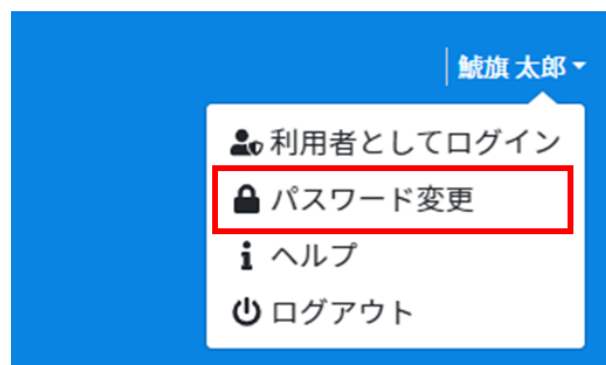 鯱旗 太郎
利用者としてログイン
パスワード変更
ヘルプ
ログアウト